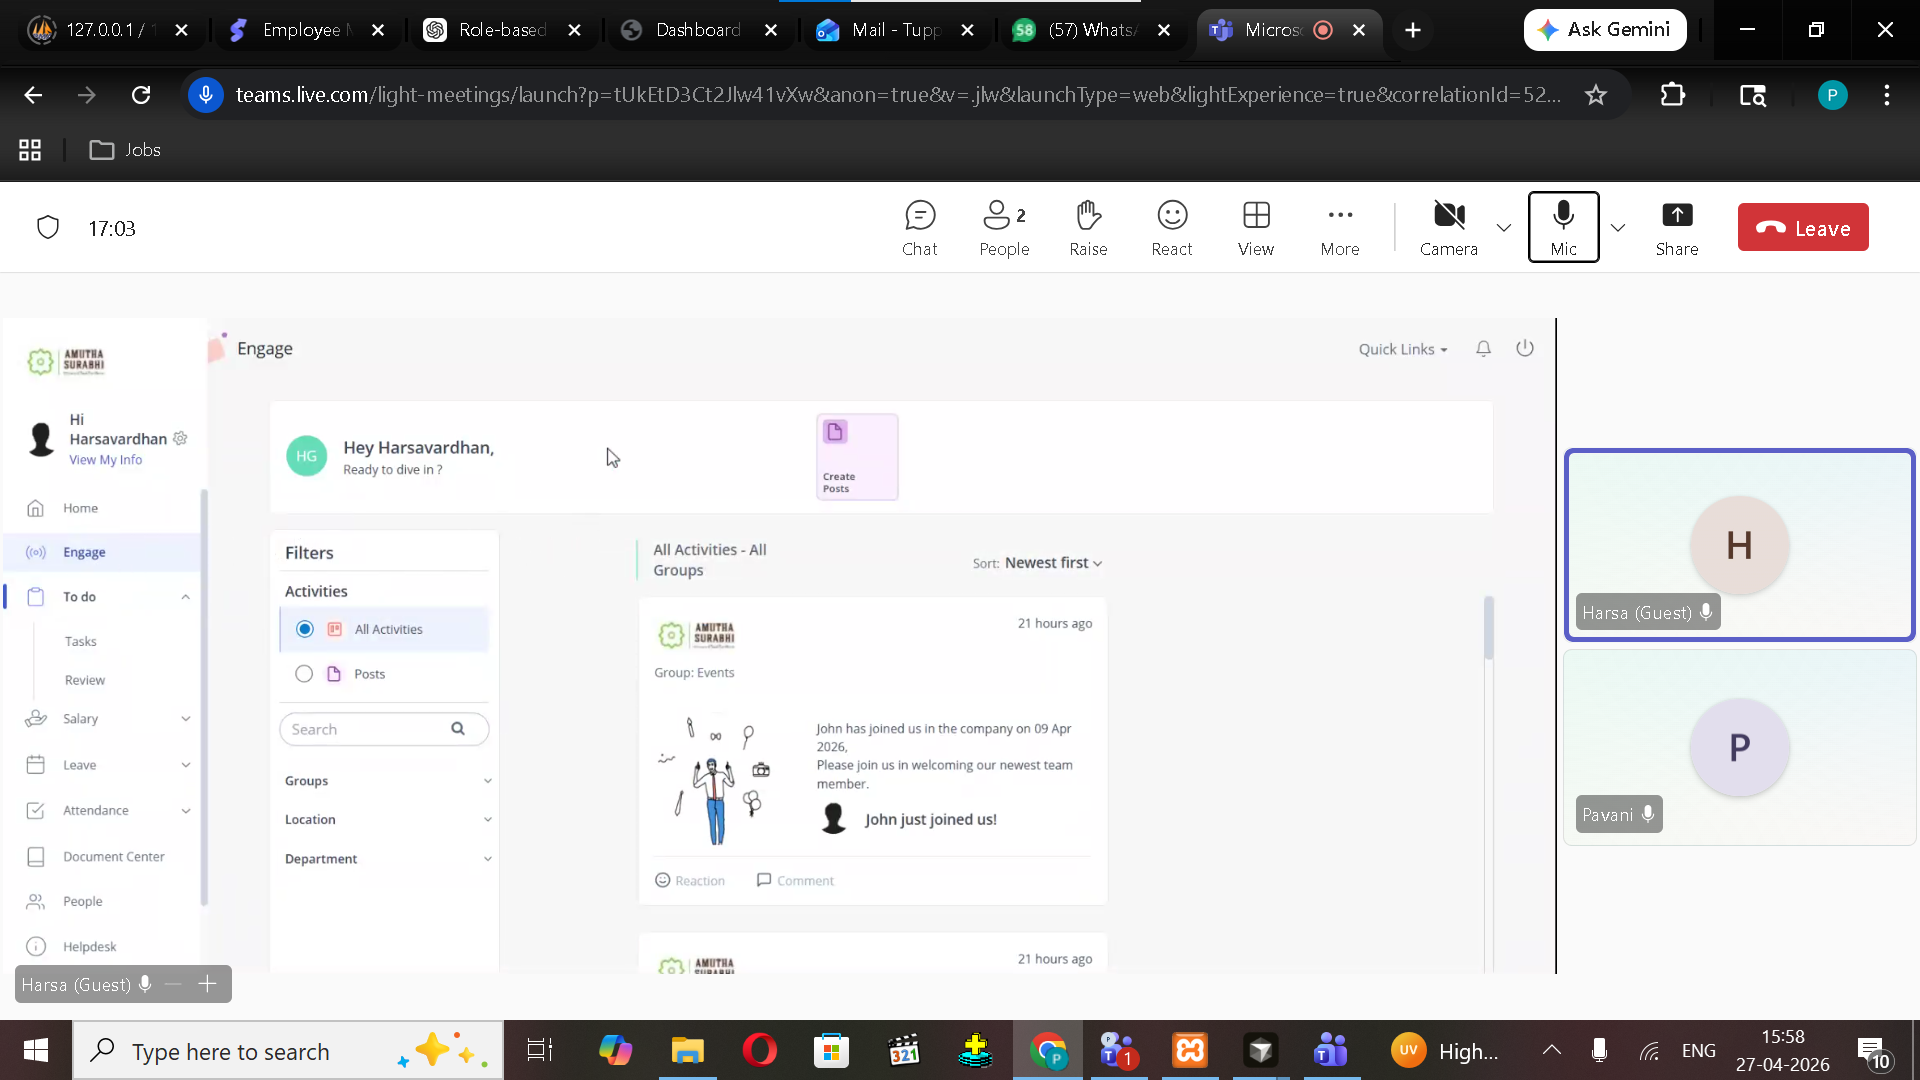 127.0.0.1 / 1
Employee M
Role-based
Dashboard
Mail - Tupp
58
(57) WhatsA
Micros
Ask Gemini
teams.live.com/light-meetings/launch?p=tUkEtD3Ct2Jlw41vXw&anon=true&v=.jlw&launchType=web&lightExperience=true&correlationId=52...
P
Jobs
17:03
Chat
People
2
Raise
React
View
More
Camera
Mic
Share
Leave
AMUTHA
SURABHI
Engage
Quick Links
Hi
Harsavardhan
View My Info
HG
Hey Harsavardhan,
Ready to dive in ?
Create
Posts
Home
Engage
To do
Tasks
Review
Salary
Leave
Attendance
Document Center
People
Helpdesk
Filters
Activities
All Activities
Posts
Search
Groups
Location
Department
All Activities - All
Groups
Sort: Newest first
AMUTHA
SURABHI
21 hours ago
Group: Events
John has joined us in the company on 09 Apr
2026,
Please join us in welcoming our newest team
member.
John just joined us!
Reaction
Comment
AMUTHA
21 hours ago
H
Harsa (Guest)
P
Pavani
Harsa (Guest)
Type here to search
321
P
1
UV
High...
ENG
15:58
27-04-2026
10